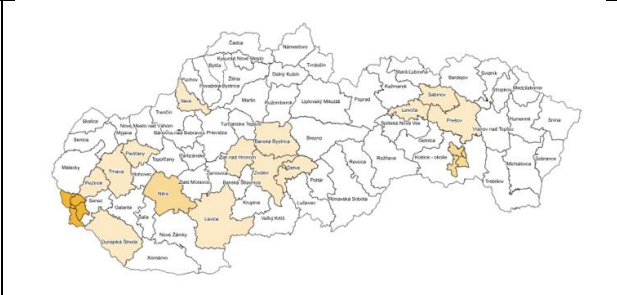 Čadca
Námestovo
Kysucké Nové Mesto
Bytča
Tvrdošín
Žilina
Dolný Kubín
Púchov
Považská Bystrica
Ilava
Martin
Ružomberok
Liptovský Mikuláš
Poprad
Kežmarok
Stará Ľubovňa
Bardejov
Svidník
Stropkov
Medzilaborce
Sabinov
Levoča
Prešov
Humenné
Snina
Vranov nad Topľou
Spišská Nová Ves
Gelnica
Košice - okolie
Michalovce
Sobrance
Trebišov
Rožňava
Revúca
Rimavská Sobota
Trenčín
Skalica
Nové Mesto nad Váhom
Myjava
Senica
Bánovce nad Bebravou
Prievidza
Turčianske Teplice
Banská Bystrica
Brezno
Piešťany
Topoľčany
Partizánske
Žiar nad Hronom
Zvolen
Detva
Malacky
Trnava
Hlohovec
Zlaté Moravce
Žarnovica
Banská Štiavnica
Poltár
Pezinok
Nitra
Senec
Galanta
Šaľa
Levice
Krupina
Lučenec
Veľký Krtíš
Dunajská Streda
Nové Zámky
Komárno